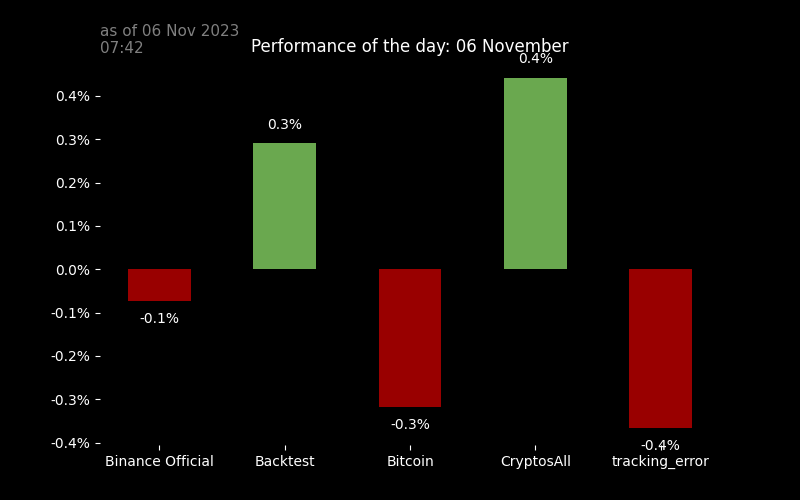 as of 06 Nov 2023
07:42
Performance of the day: 06 November
0.4%
0.3%
0.2%
0.2%
0.1%
0.0%
-0.1%
-0.2%
-0.3%
-0.4%
-0.1%
0.3%
-0.3%
0.4%
-0.4%
Binance Official
Backtest
Bitcoin
CryptosAll
tracking_error